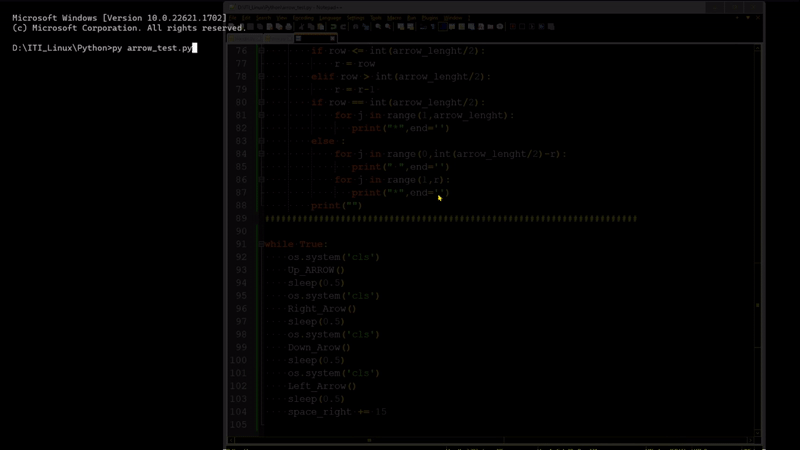 Microsoft Windows [Version 10.0.22621.1702]
(c) Microsoft Corporation. All rights reserved.
D:\ITI_Linux\Python>py arrow_test.py
76 if row <= int(arrow_lenght/2):
77 r = row
78 elif row > int(arrow_lenght/2):
79 r = r-1
80 if row == int(arrow_lenght/2):
81 for j in range(1,arrow_lenght):
82 print("*",end='')
83 else :
84 for j in range(0,int(arrow_lenght/2)-r):
85 print(" ",end='')
86 for j in range(1,r):
87 print("*",end='')
88 print("")
89 ########################################################################
90
91 while True:
92 os.system('cls')
93 Up_ARROW()
94 sleep(0.5)
95 os.system('cls')
96 Right_Arow()
97 sleep(0.5)
98 os.system('cls')
99 Down_Arow()
100 sleep(0.5)
101 os.system('cls')
102 Left_Arrow()
103 sleep(0.5)
104 space_right += 15
105